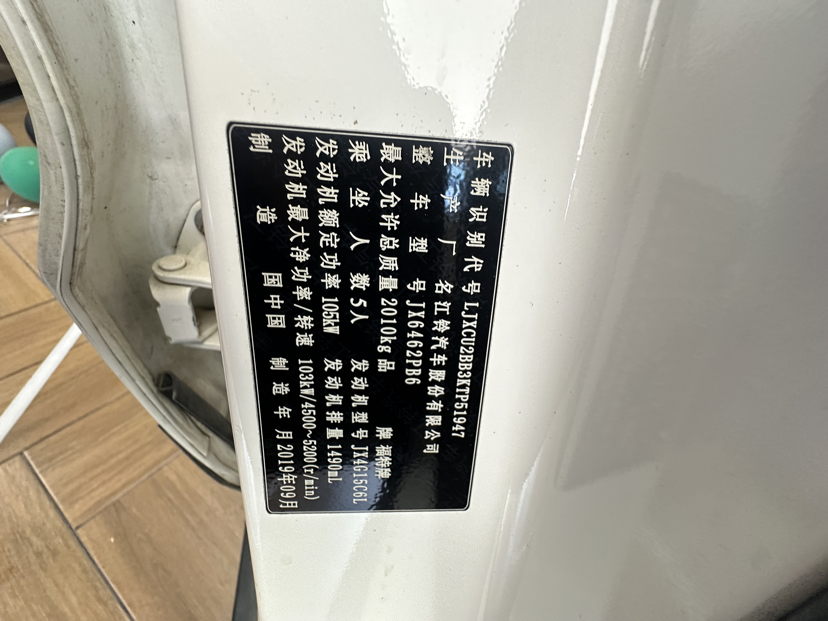 车辆识别代号 LJXCU2BB3KTP51947
生产厂名 江铃汽车股份有限公司
整车型号 JX6462PB6
最大允许总质量 2010kg 品牌 福特牌
乘坐人数 5人 发动机型号 JX4G15C6L
发动机额定功率 105kW 发动机排量 1490mL
发动机最大净功率/转速 103kW/4500~5200(r/min)
制造国 中国 制造年月 2019年09月